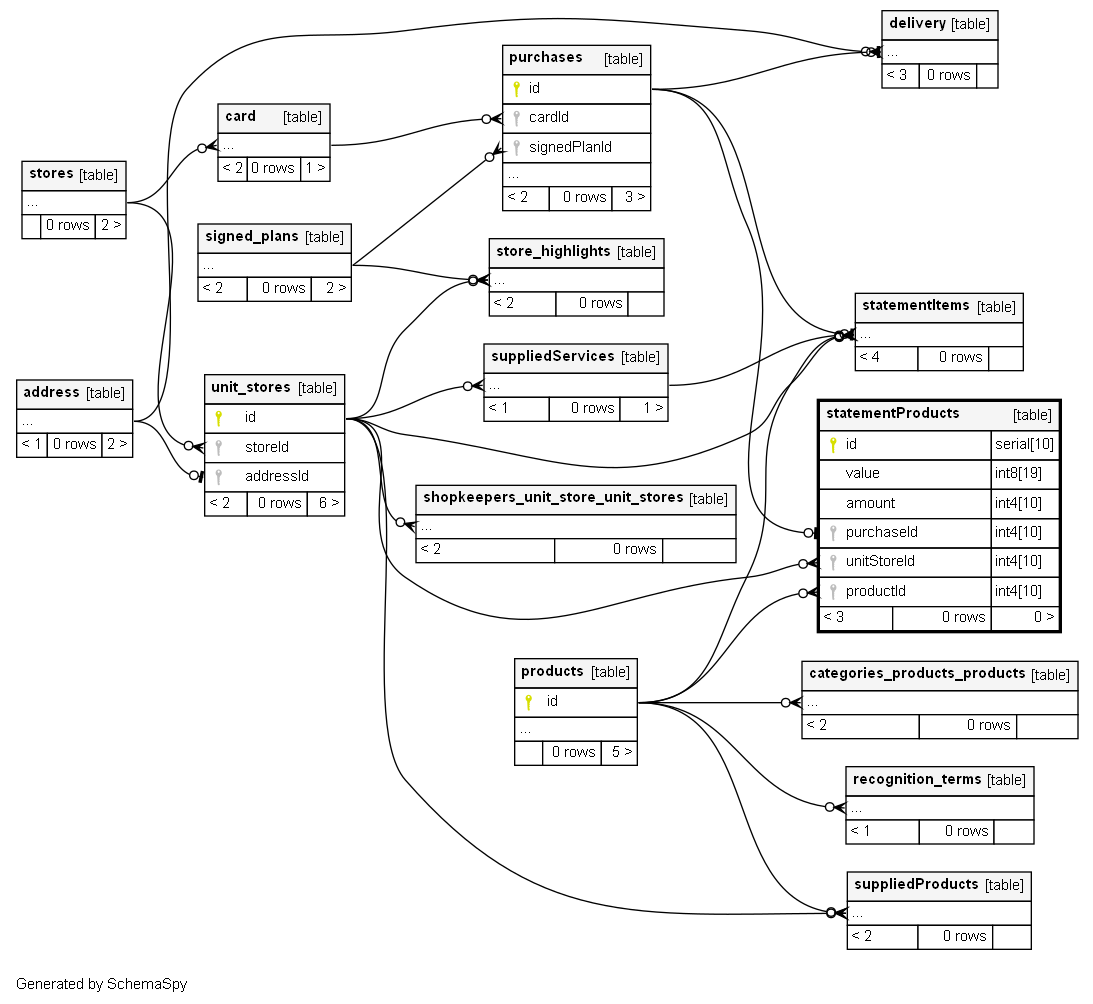 delivery [table]
...
< 3 0 rows
purchases [table]
id
cardId
signedPlanId
...
< 2 0 rows 3 >
card [table]
...
< 2 0 rows 1 >
stores [table]
...
0 rows 2 >
signed_plans [table]
...
< 2 0 rows 2 >
store_highlights [table]
...
< 2 0 rows
statementItems [table]
...
< 4 0 rows
suppliedServices [table]
...
< 1 0 rows 1 >
address [table]
...
< 1 0 rows 2 >
unit_stores [table]
id
storeId
addressId
< 2 0 rows 6 >
statementProducts [table]
id serial[10]
value int8[19]
amount int4[10]
purchaseId int4[10]
unitStoreId int4[10]
productId int4[10]
< 3 0 rows 0 >
shopkeepers_unit_store_unit_stores [table]
...
< 2 0 rows
products [table]
id
...
0 rows 5 >
categories_products_products [table]
...
< 2 0 rows
recognition_terms [table]
...
< 1 0 rows
suppliedProducts [table]
...
< 2 0 rows
Generated by SchemaSpy